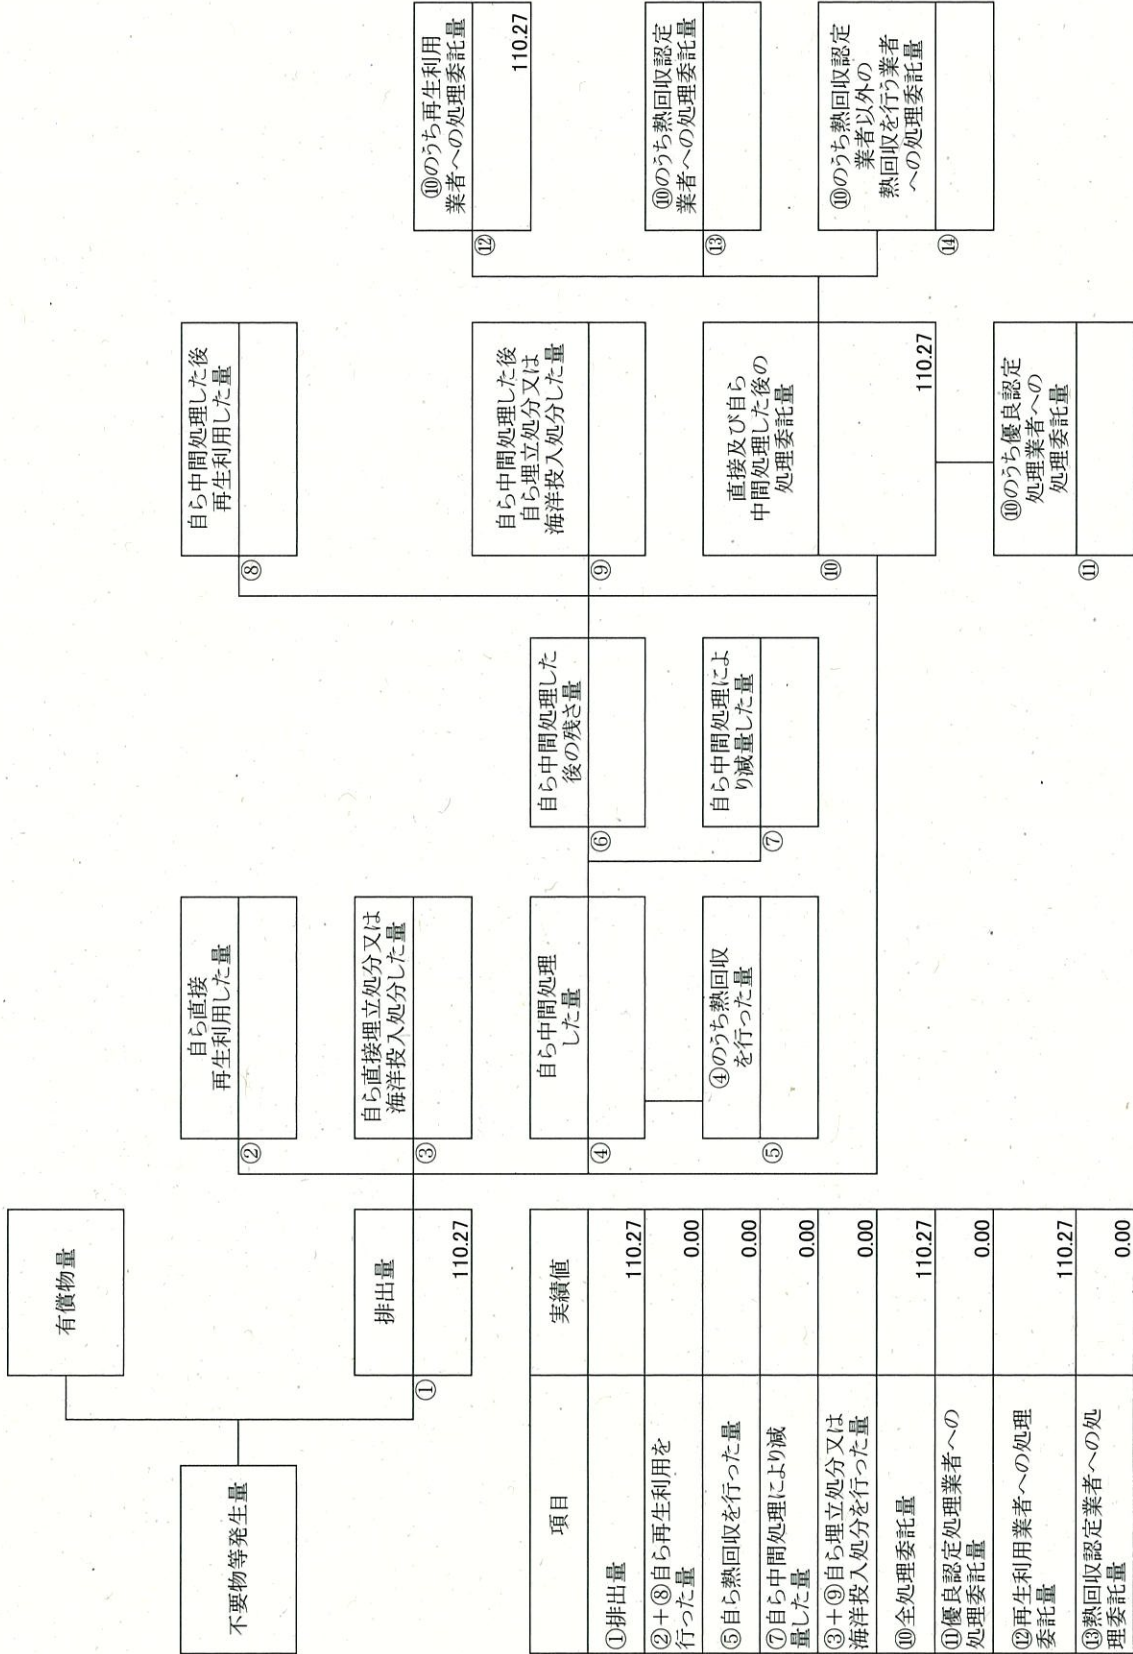 不要物等発生量
有償物量
排出量
①
110.27
自ら直接
再生利用した量
②
自ら直接埋立処分又は
海洋投入処分した量
③
自ら中間処理
した量
④
④のうち熱回収
を行った量
⑤
自ら中間処理した
後の残さ量
⑥
自ら中間処理によ
り減量した量
⑦
自ら中間処理した後
再生利用した量
⑧
自ら中間処理した後
自ら埋立処分又は
海洋投入処分した量
⑨
直接及び自ら
中間処理した後の
処理委託量
⑩
110.27
⑩のうち優良認定
処理業者への
処理委託量
⑪
⑩のうち再生利用
業者への処理委託量
⑫
110.27
⑩のうち熱回収認定
業者への処理委託量
⑬
⑩のうち熱回収認定
業者以外の
熱回収を行う業者
への処理委託量
⑭
項目
実績値
①排出量
110.27
②+⑧自ら再生利用を
行った量
0.00
⑤自ら熱回収を行った量
0.00
⑦自ら中間処理により減
量した量
0.00
③+⑨自ら埋立処分又は
海洋投入処分を行った量
0.00
⑩全処理委託量
110.27
⑪優良認定処理業者への
処理委託量
0.00
⑫再生利用業者への処理
委託量
110.27
⑬熱回収認定業者への処
理委託量
0.00